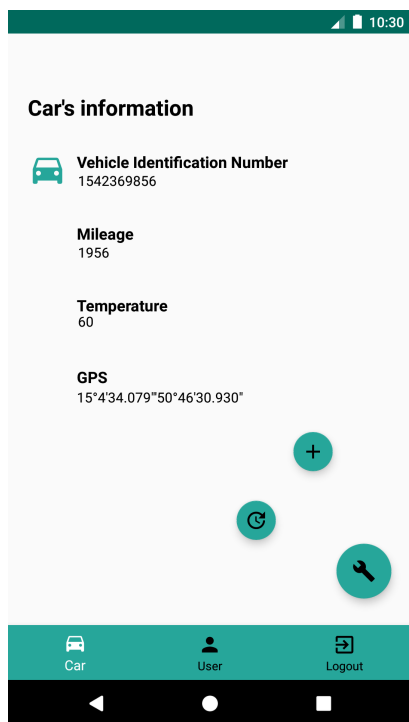 10:30
Car's information
Vehicle Identification Number
1542369856
Mileage
1956
Temperature
60
GPS
15°4'34.079"'50°46'30.930"
Car
User
Logout